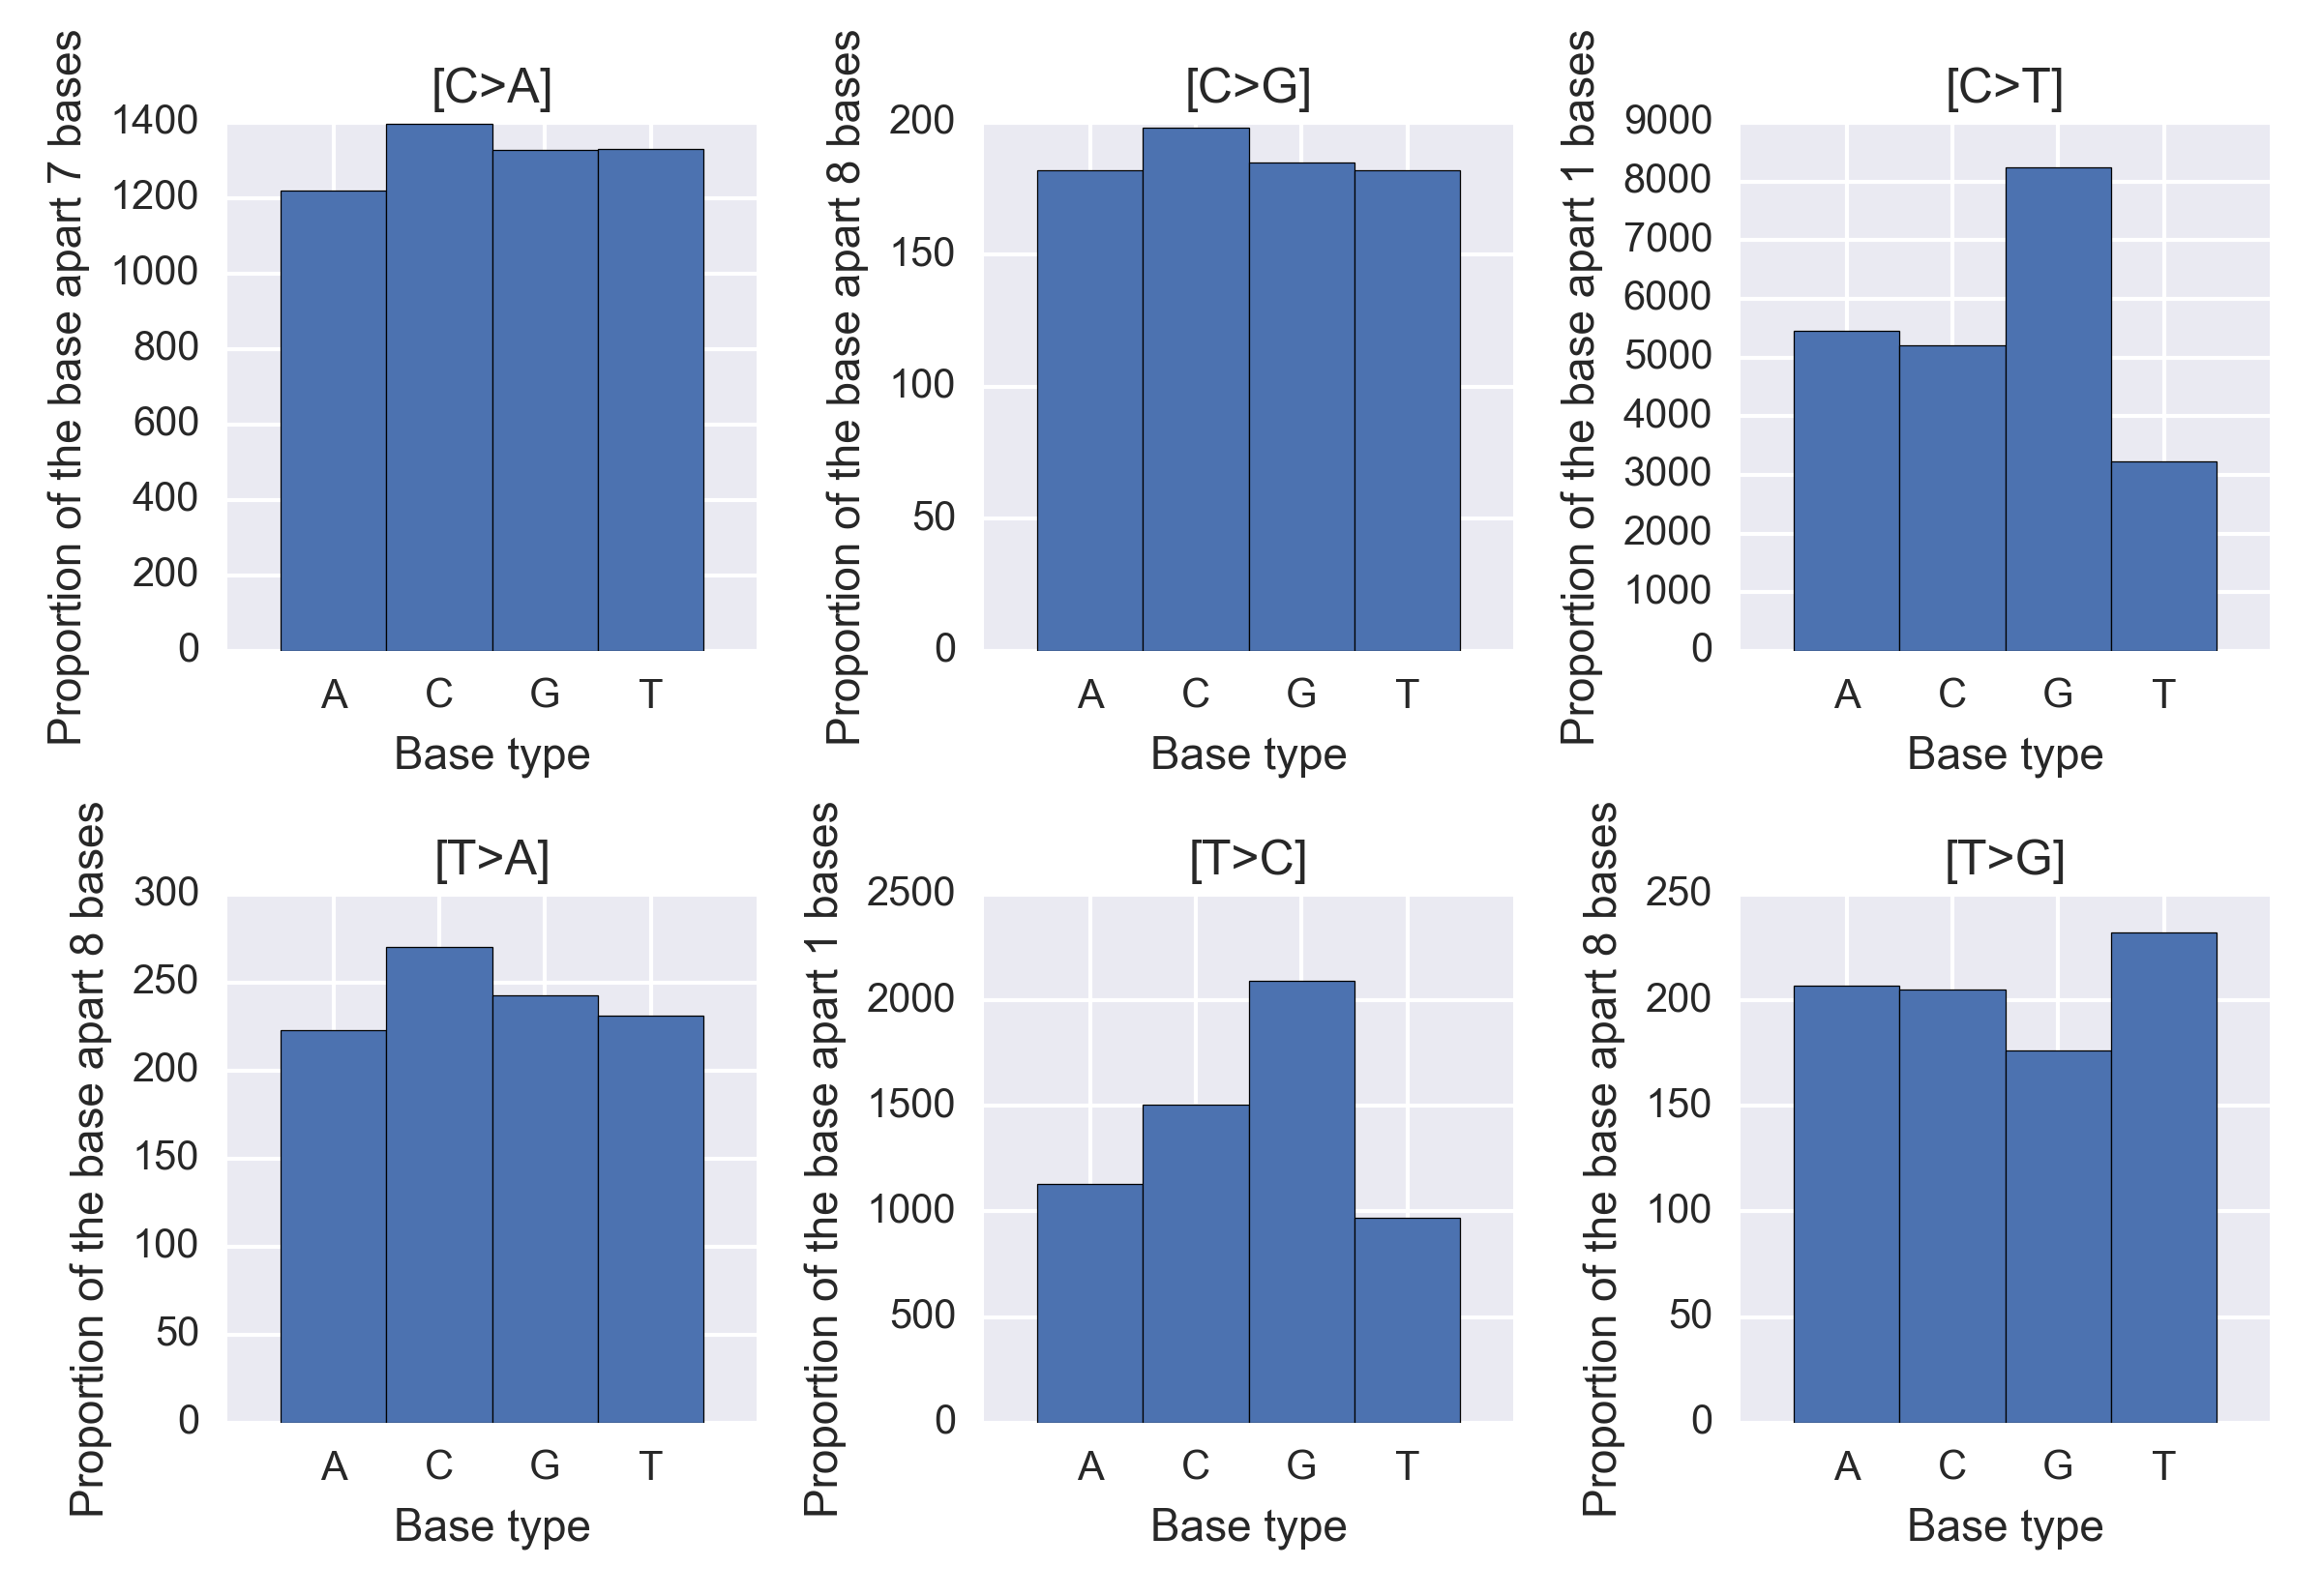 [C>A]
Proportion of the base apart 7 bases
1400
1200
1000
800
600
400
200
0
A C G T
Base type
[C>G]
Proportion of the base apart 8 bases
200
150
100
50
0
A C G T
Base type
[C>T]
Proportion of the base apart 1 bases
9000
8000
7000
6000
5000
4000
3000
2000
1000
0
A C G T
Base type
[T>A]
Proportion of the base apart 8 bases
300
250
200
150
100
50
0
A C G T
Base type
[T>C]
Proportion of the base apart 1 bases
2500
2000
1500
1000
500
0
A C G T
Base type
[T>G]
Proportion of the base apart 8 bases
250
200
150
100
50
0
A C G T
Base type